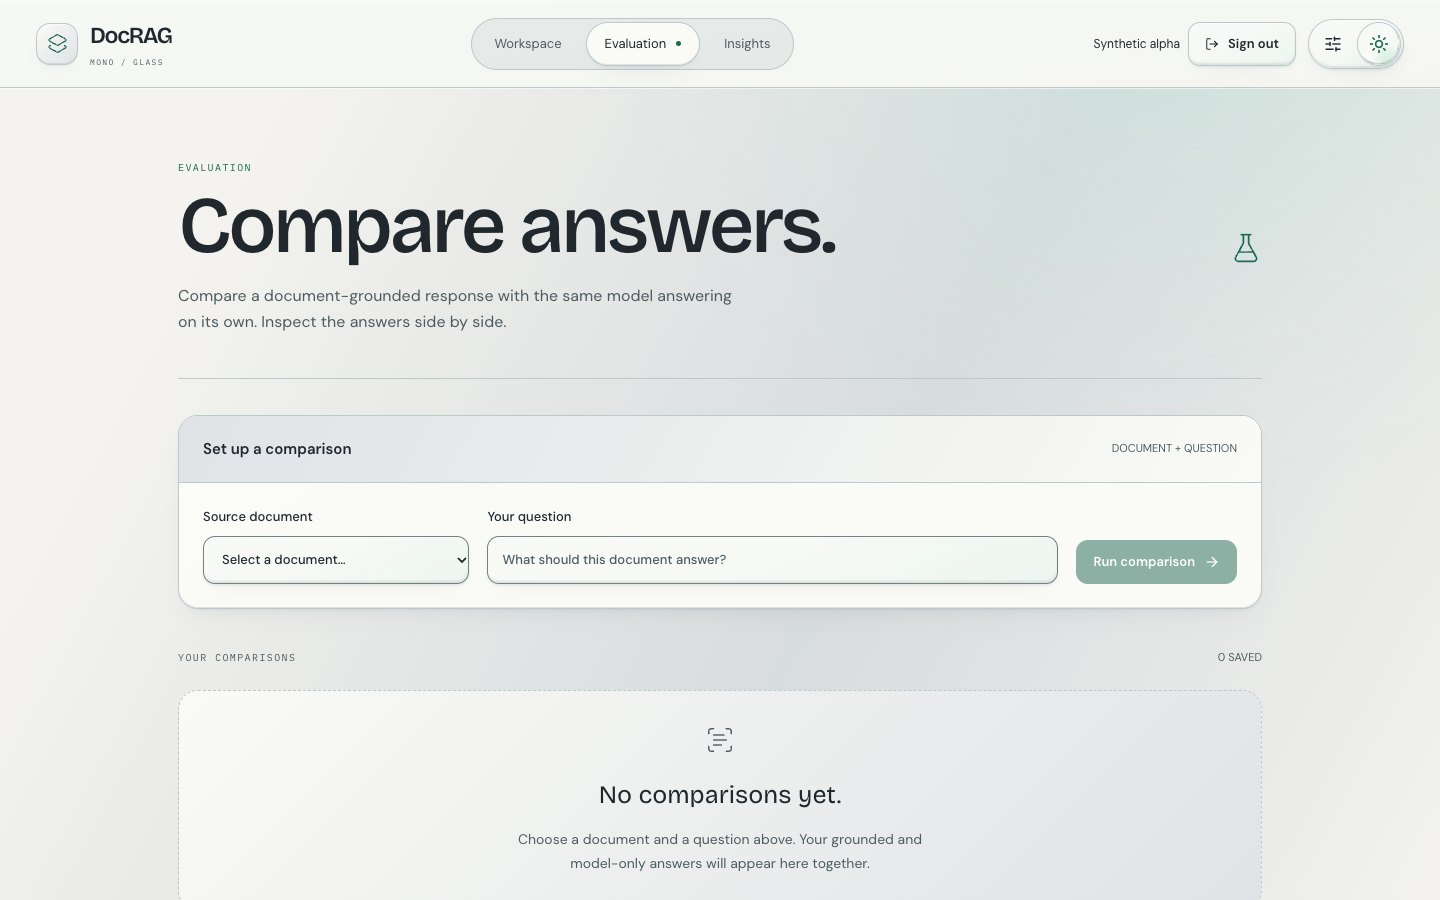 DocRAG
MONO / GLASS
Workspace
Evaluation
Insights
Synthetic alpha
Sign out
EVALUATION
Compare answers.
Compare a document-grounded response with the same model answering
on its own. Inspect the answers side by side.
Set up a comparison
DOCUMENT + QUESTION
Source document
Your question
Select a document...
What should this document answer?
Run comparison
YOUR COMPARISONS
0 SAVED
No comparisons yet.
Choose a document and a question above. Your grounded and
model-only answers will appear here together.